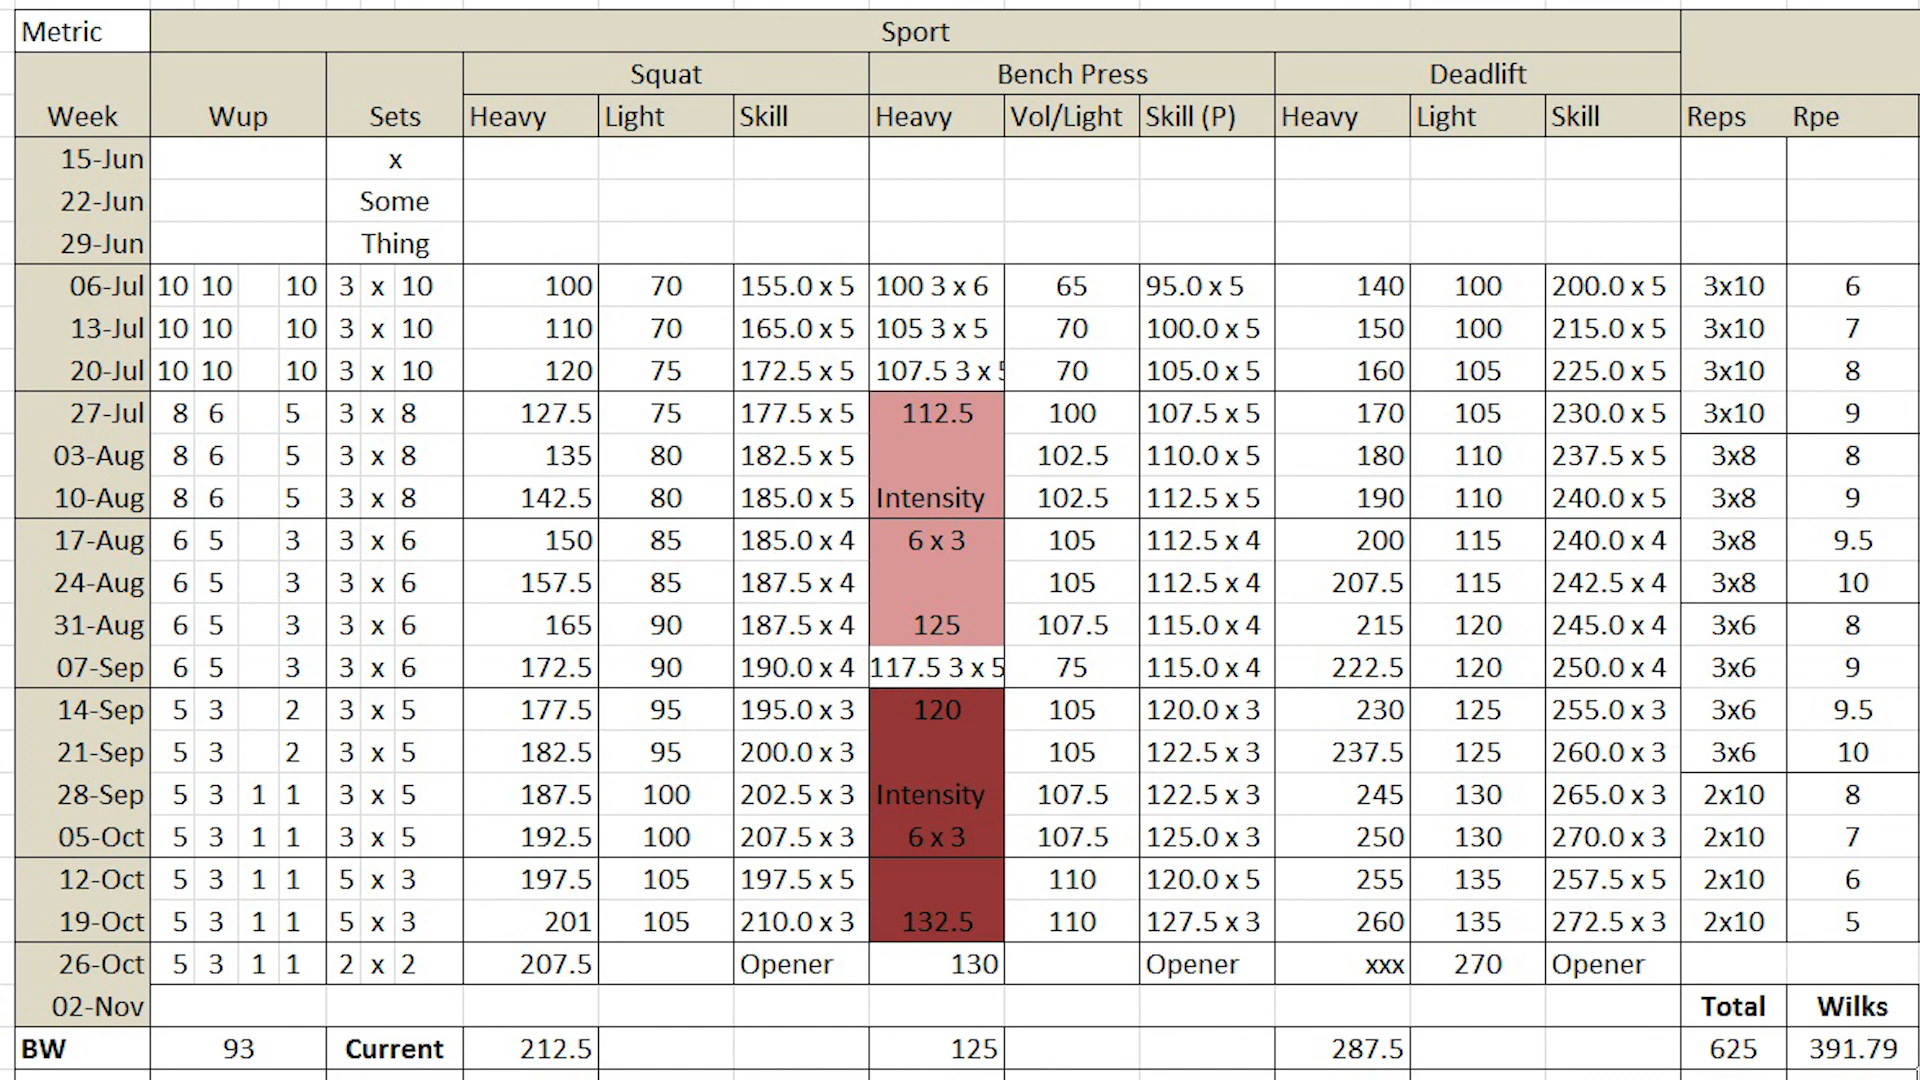 Metric Sport
Squat Bench Press Deadlift
Week Wup Sets Heavy Light Skill Heavy Vol/Light Skill (P) Heavy Light Skill Reps Rpe
15-Jun x
22-Jun Some
29-Jun Thing
06-Jul 10 10 10 3 x 10 100 70 155.0 x 5 100 3 x 6 65 95.0 x 5 140 100 200.0 x 5 3x10 6
13-Jul 10 10 10 3 x 10 110 70 165.0 x 5 105 3 x 5 70 100.0 x 5 150 100 215.0 x 5 3x10 7
20-Jul 10 10 10 3 x 10 120 75 172.5 x 5 107.5 3 x 5 70 105.0 x 5 160 105 225.0 x 5 3x10 8
27-Jul 8 6 5 3 x 8 127.5 75 177.5 x 5 112.5 100 107.5 x 5 170 105 230.0 x 5 3x10 9
03-Aug 8 6 5 3 x 8 135 80 182.5 x 5 102.5 110.0 x 5 180 110 237.5 x 5 3x8 8
10-Aug 8 6 5 3 x 8 142.5 80 185.0 x 5 Intensity 102.5 112.5 x 5 190 110 240.0 x 5 3x8 9
17-Aug 6 5 3 3 x 6 150 85 185.0 x 4 6 x 3 105 112.5 x 4 200 115 240.0 x 4 3x8 9.5
24-Aug 6 5 3 3 x 6 157.5 85 187.5 x 4 105 112.5 x 4 207.5 115 242.5 x 4 3x8 10
31-Aug 6 5 3 3 x 6 165 90 187.5 x 4 125 107.5 115.0 x 4 215 120 245.0 x 4 3x6 8
07-Sep 6 5 3 3 x 6 172.5 90 190.0 x 4 117.5 3 x 5 75 115.0 x 4 222.5 120 250.0 x 4 3x6 9
14-Sep 5 3 2 3 x 5 177.5 95 195.0 x 3 120 105 120.0 x 3 230 125 255.0 x 3 3x6 9.5
21-Sep 5 3 2 3 x 5 182.5 95 200.0 x 3 105 122.5 x 3 237.5 125 260.0 x 3 3x6 10
28-Sep 5 3 1 1 3 x 5 187.5 100 202.5 x 3 Intensity 107.5 122.5 x 3 245 130 265.0 x 3 2x10 8
05-Oct 5 3 1 1 3 x 5 192.5 100 207.5 x 3 6 x 3 107.5 125.0 x 3 250 130 270.0 x 3 2x10 7
12-Oct 5 3 1 1 5 x 3 197.5 105 197.5 x 5 110 120.0 x 5 255 135 257.5 x 5 2x10 6
19-Oct 5 3 1 1 5 x 3 201 105 210.0 x 3 132.5 110 127.5 x 3 260 135 272.5 x 3 2x10 5
26-Oct 5 3 1 1 2 x 2 207.5 Opener 130 Opener xxx 270 Opener
02-Nov Total Wilks
BW 93 Current 212.5 125 287.5 625 391.79